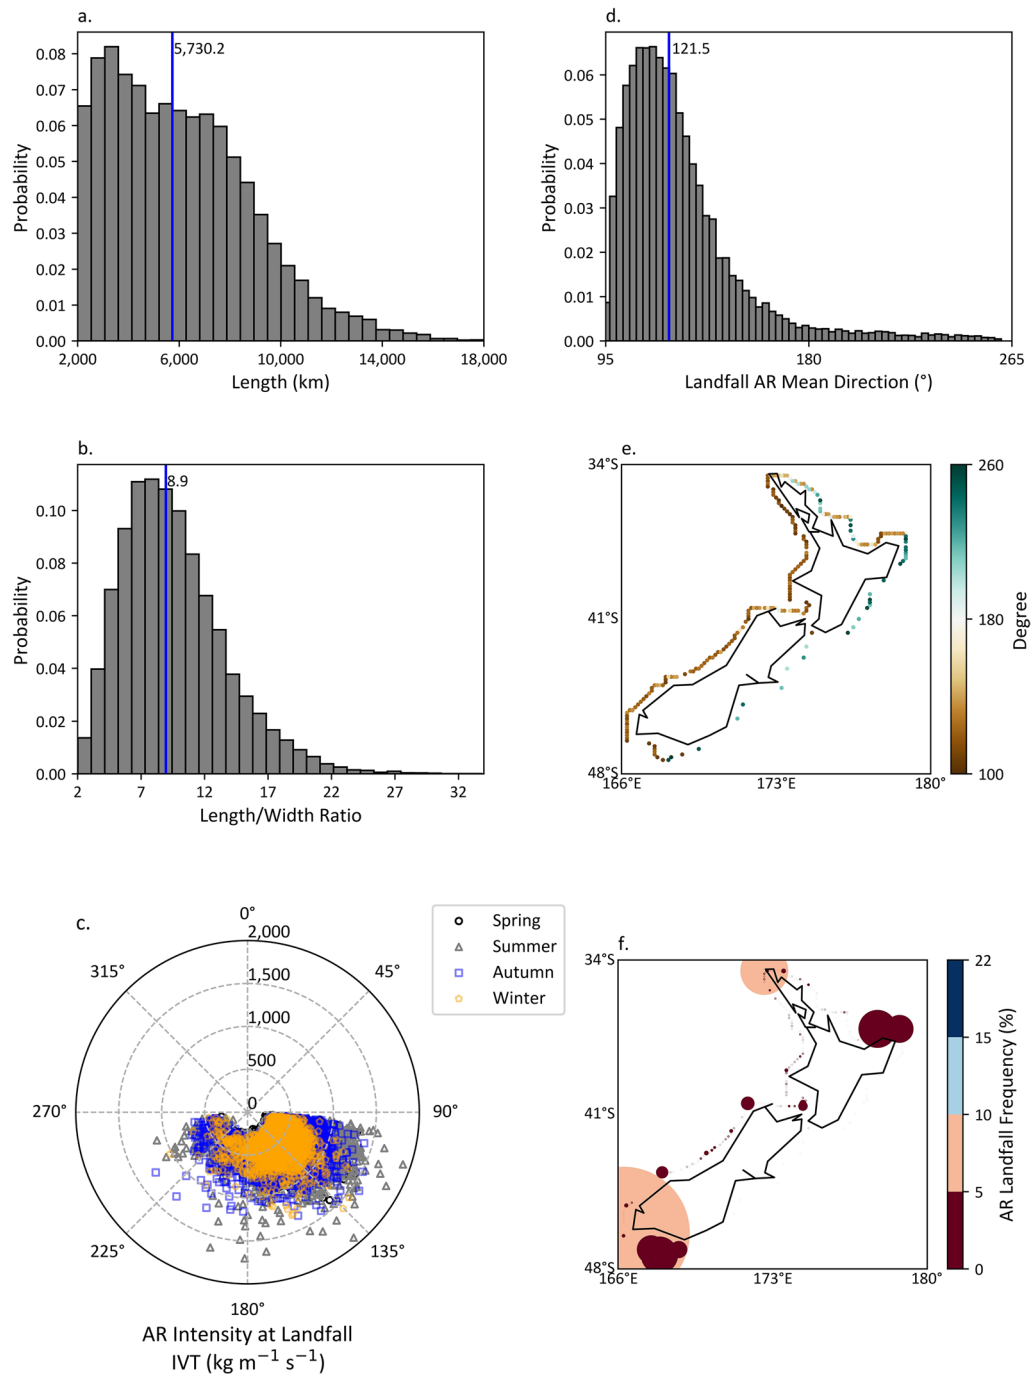 a.
5,730.2
0.08
0.07
0.06
0.05
0.04
0.03
0.02
0.01
0.00
Probability
2,000 6,000 10,000 14,000 18,000
Length (km)
d.
121.5
0.06
0.05
0.04
0.03
0.02
0.01
0.00
Probability
95 180 265
Landfall AR Mean Direction (°)
b.
8.9
0.10
0.08
0.06
0.04
0.02
0.00
Probability
2 7 12 17 22 27 32
Length/Width Ratio
e.
34°S
41°S
48°S
166°E 173°E 180°
260
180
100
Degree
c.
0°
2,000
1,500
1,000
500
0
45°
90°
135°
180°
225°
270°
315°
Spring
Summer
Autumn
Winter
AR Intensity at Landfall
IVT (kg m⁻¹ s⁻¹)
f.
34°S
41°S
48°S
166°E 173°E 180°
22
15
10
5
0
AR Landfall Frequency (%)